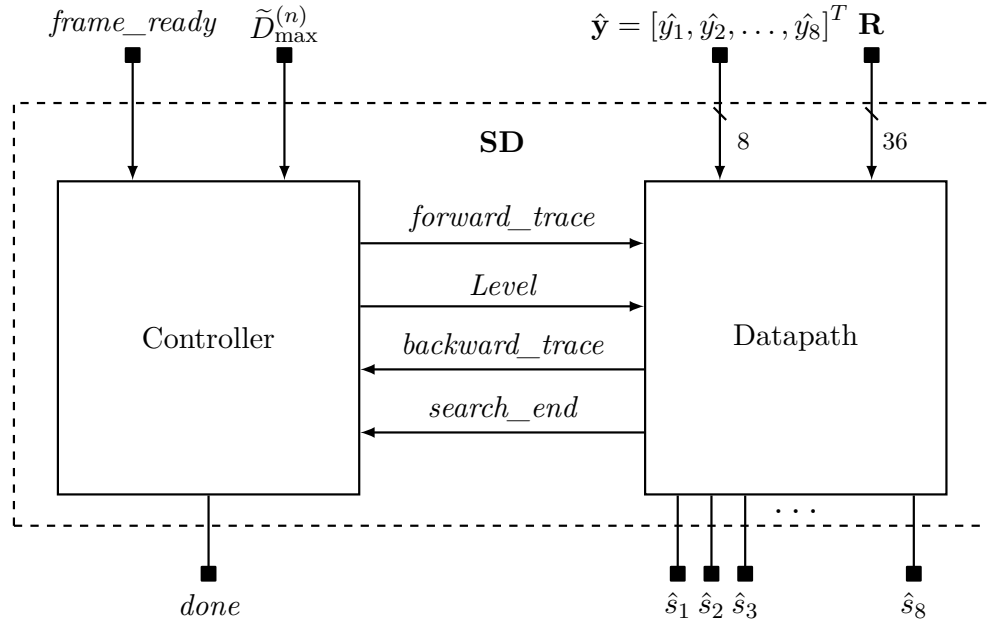 frame_ready D̃_max^(n) ŷ = [ŷ_1, ŷ_2, . . . , ŷ_8]^T R
SD
8 36
forward_trace
Level
Controller
Datapath
backward_trace
search_end
. . .
done ŝ_1 ŝ_2 ŝ_3 ŝ_8